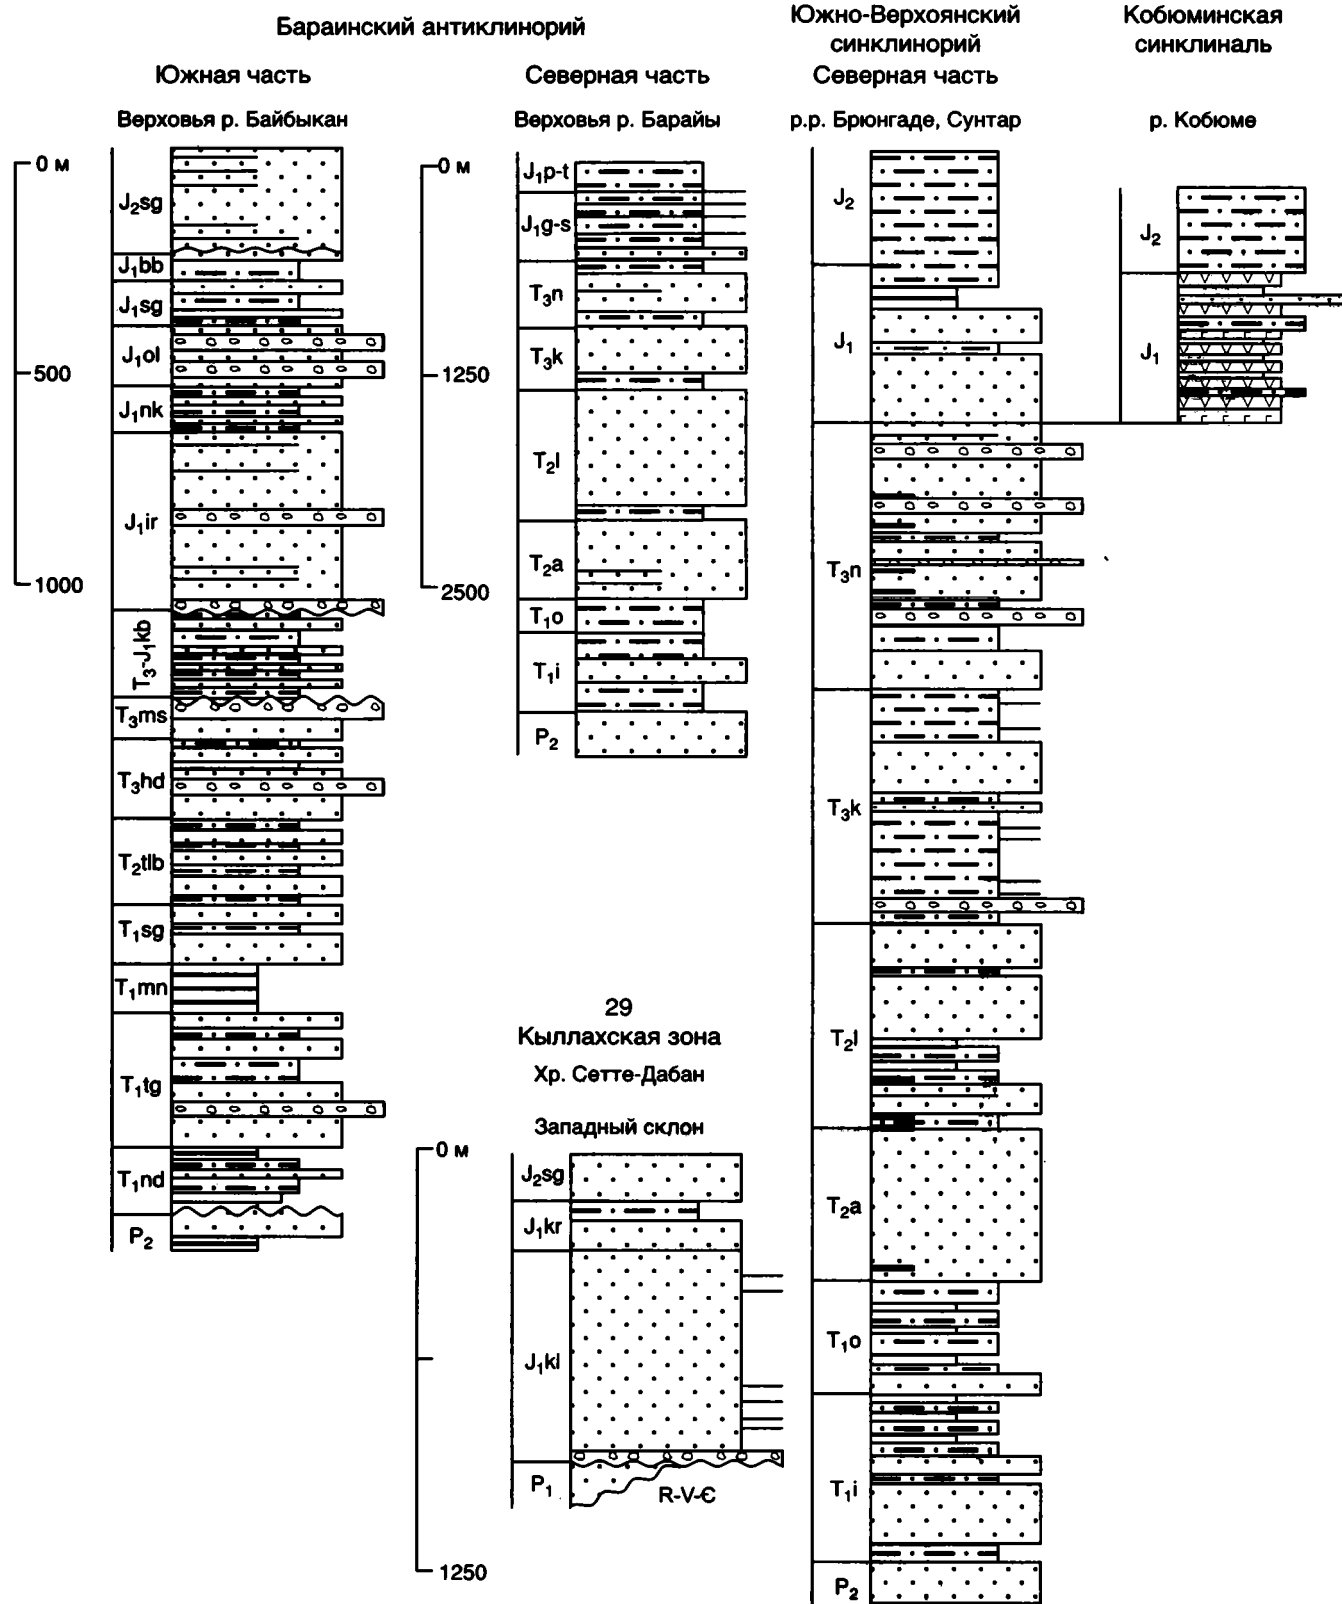 Бараинский антиклинорий
Южная часть
Верховья р. Байбыкан
0 м
500
1000
J₂sg
J₁bb
J₁sg
J₁ol
J₁nk
J₁ir
T₃-J₁kb
T₃ms
T₃hd
T₂tlb
T₁sg
T₁mn
T₁tg
T₁nd
P₂
Северная часть
Верховья р. Барайы
0 м
1250
2500
J₁p-t
J₁g-s
T₃n
T₃k
T₂l
T₂a
T₁o
T₁i
P₂
29
Кыллахская зона
Хр. Сетте-Дабан
Западный склон
0 м
1250
J₂sg
J₁kr
J₁kl
P₁
R-V-Є
Южно-Верхоянский
синклинорий
Северная часть
р.р. Брюнгаде, Сунтар
J₂
J₁
T₃n
T₃k
T₂l
T₂a
T₁o
T₁i
P₂
Кобюминская
синклиналь
р. Кобюме
J₂
J₁